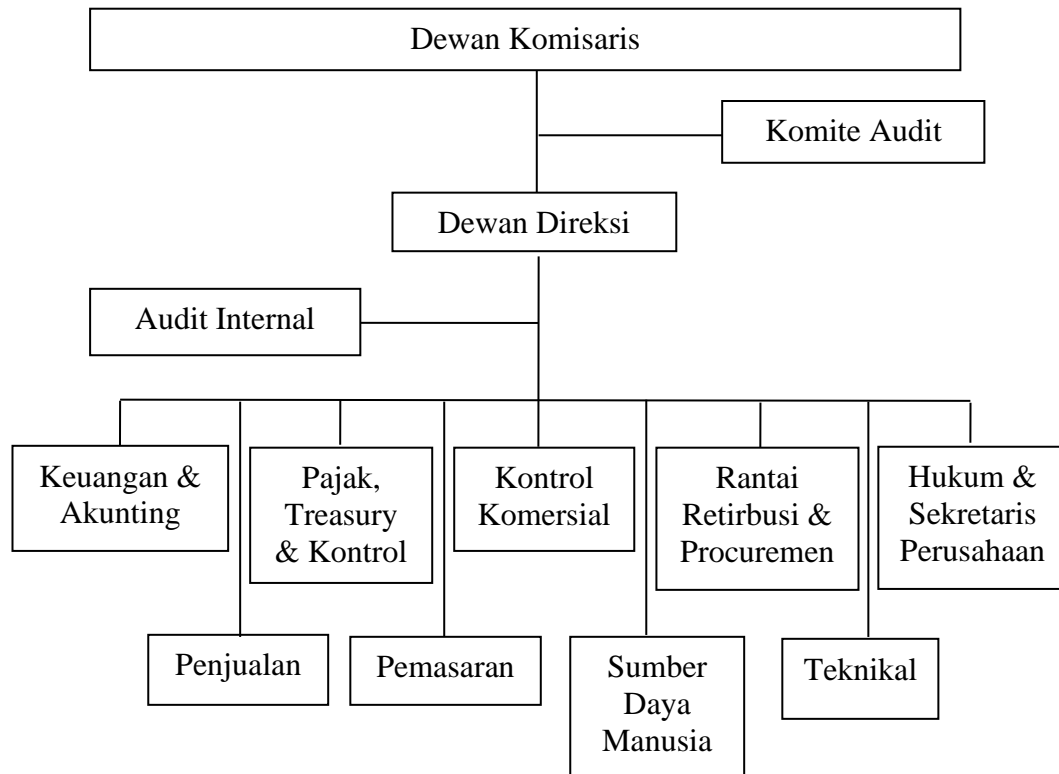 Dewan Komisaris
Komite Audit
Dewan Direksi
Audit Internal
Keuangan &
Akunting
Pajak,
Treasury
& Kontrol
Kontrol
Komersial
Rantai
Retirbusi &
Procuremen
Hukum &
Sekretaris
Perusahaan
Penjualan
Pemasaran
Sumber
Daya
Manusia
Teknikal